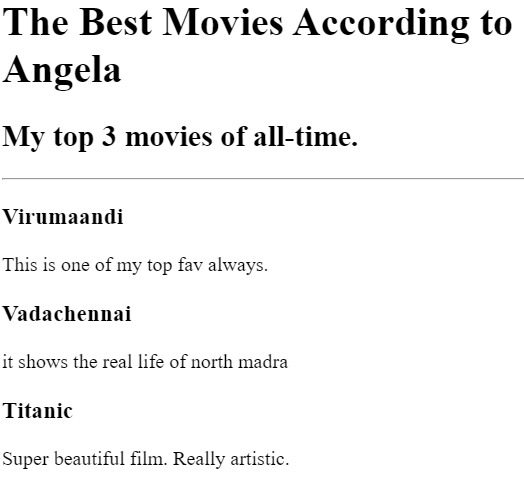 The Best Movies According to
Angela
My top 3 movies of all-time.
Virumaandi
This is one of my top fav always.
Vadachennai
it shows the real life of north madra
Titanic
Super beautiful film. Really artistic.